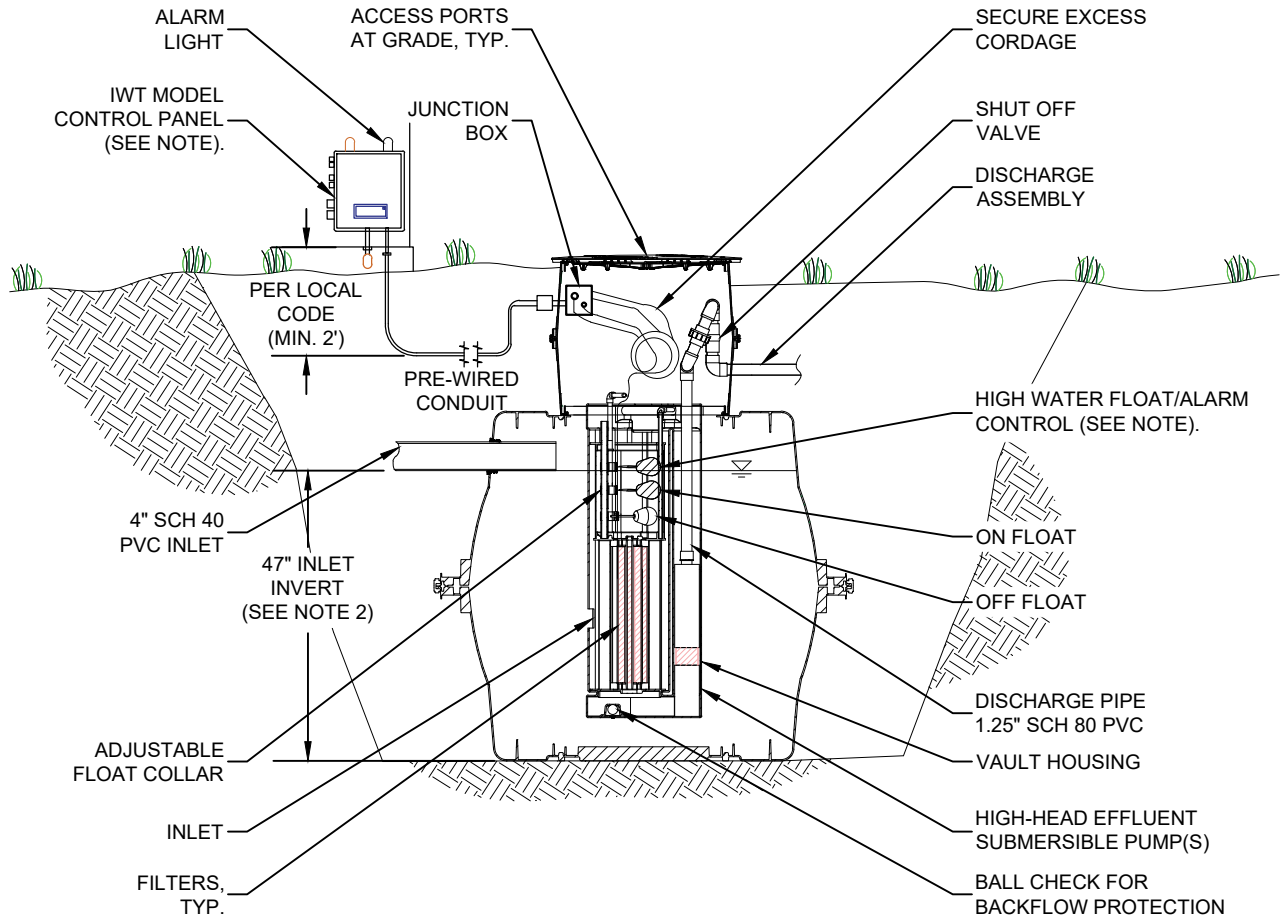 ALARM
LIGHT
ACCESS PORTS
AT GRADE, TYP.
SECURE EXCESS
CORDAGE
IWT MODEL
CONTROL PANEL
(SEE NOTE).
JUNCTION
BOX
SHUT OFF
VALVE
DISCHARGE
ASSEMBLY
PER LOCAL
CODE
(MIN. 2')
PRE-WIRED
CONDUIT
HIGH WATER FLOAT/ALARM
CONTROL (SEE NOTE).
4" SCH 40
PVC INLET
47" INLET
INVERT
(SEE NOTE 2)
ON FLOAT
OFF FLOAT
DISCHARGE PIPE
1.25" SCH 80 PVC
ADJUSTABLE
FLOAT COLLAR
VAULT HOUSING
INLET
HIGH-HEAD EFFLUENT
SUBMERSIBLE PUMP(S)
FILTERS,
TYP.
BALL CHECK FOR
BACKFLOW PROTECTION